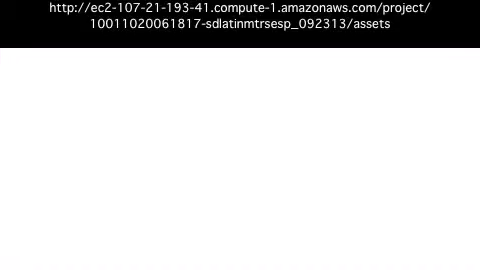 http://ec2-107-21-193-41.compute-1.amazonaws.com/project/
10011020061817-sdlatinmtrsesp_092313/assets